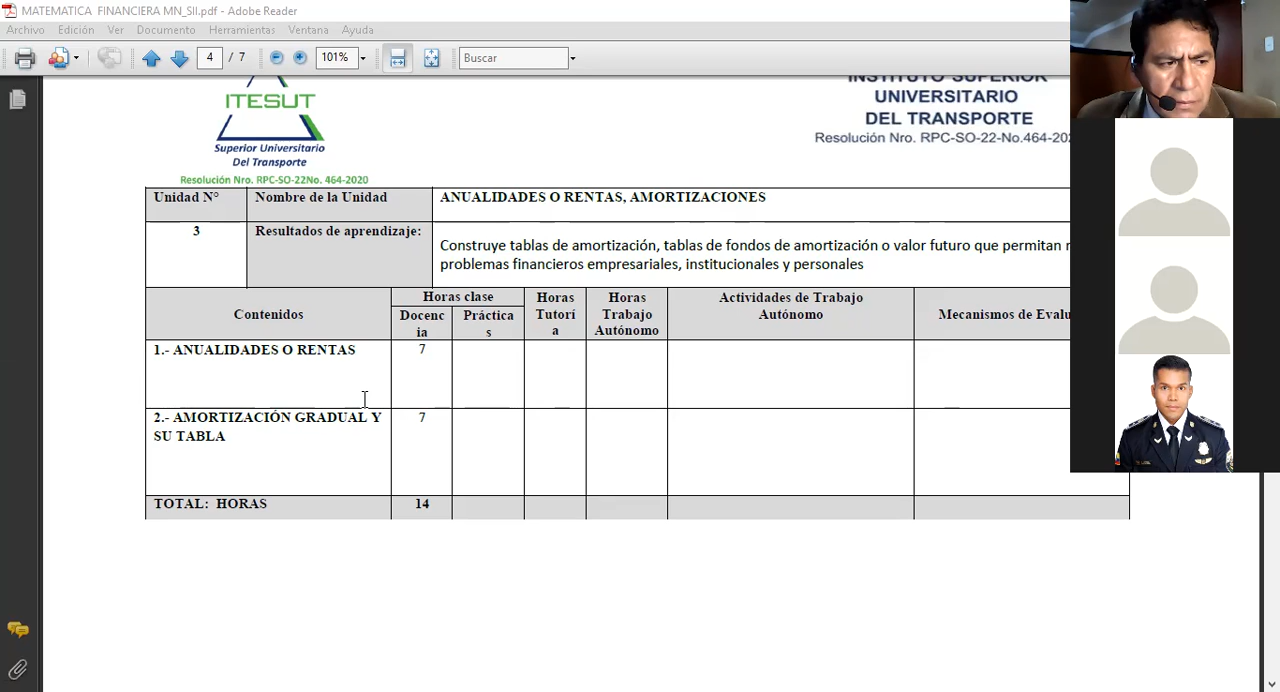 MATEMATICA FINANCIERA MN_SII.pdf - Adobe Reader
Archivo Edición Ver Documento Herramientas Ventana Ayuda
4 / 7 101% Buscar
ITESUT
Superior Universitario
Del Transporte
Resolución Nro. RPC-SO-22No. 464-2020
INSTITUTO SUPERIOR
UNIVERSITARIO
DEL TRANSPORTE
Resolución Nro. RPC-SO-22-No.464-202
Unidad N° Nombre de la Unidad ANUALIDADES O RENTAS, AMORTIZACIONES
3 Resultados de aprendizaje:
Construye tablas de amortización, tablas de fondos de amortización o valor futuro que permitan
problemas financieros empresariales, institucionales y personales
Contenidos
Horas clase
Docenc
ia
Práctica
s
Horas
Tutorí
a
Horas
Trabajo
Autónomo
Actividades de Trabajo
Autónomo
Mecanismos de Evalu
1.- ANUALIDADES O RENTAS 7
2.- AMORTIZACIÓN GRADUAL Y 7
SU TABLA
TOTAL: HORAS 14